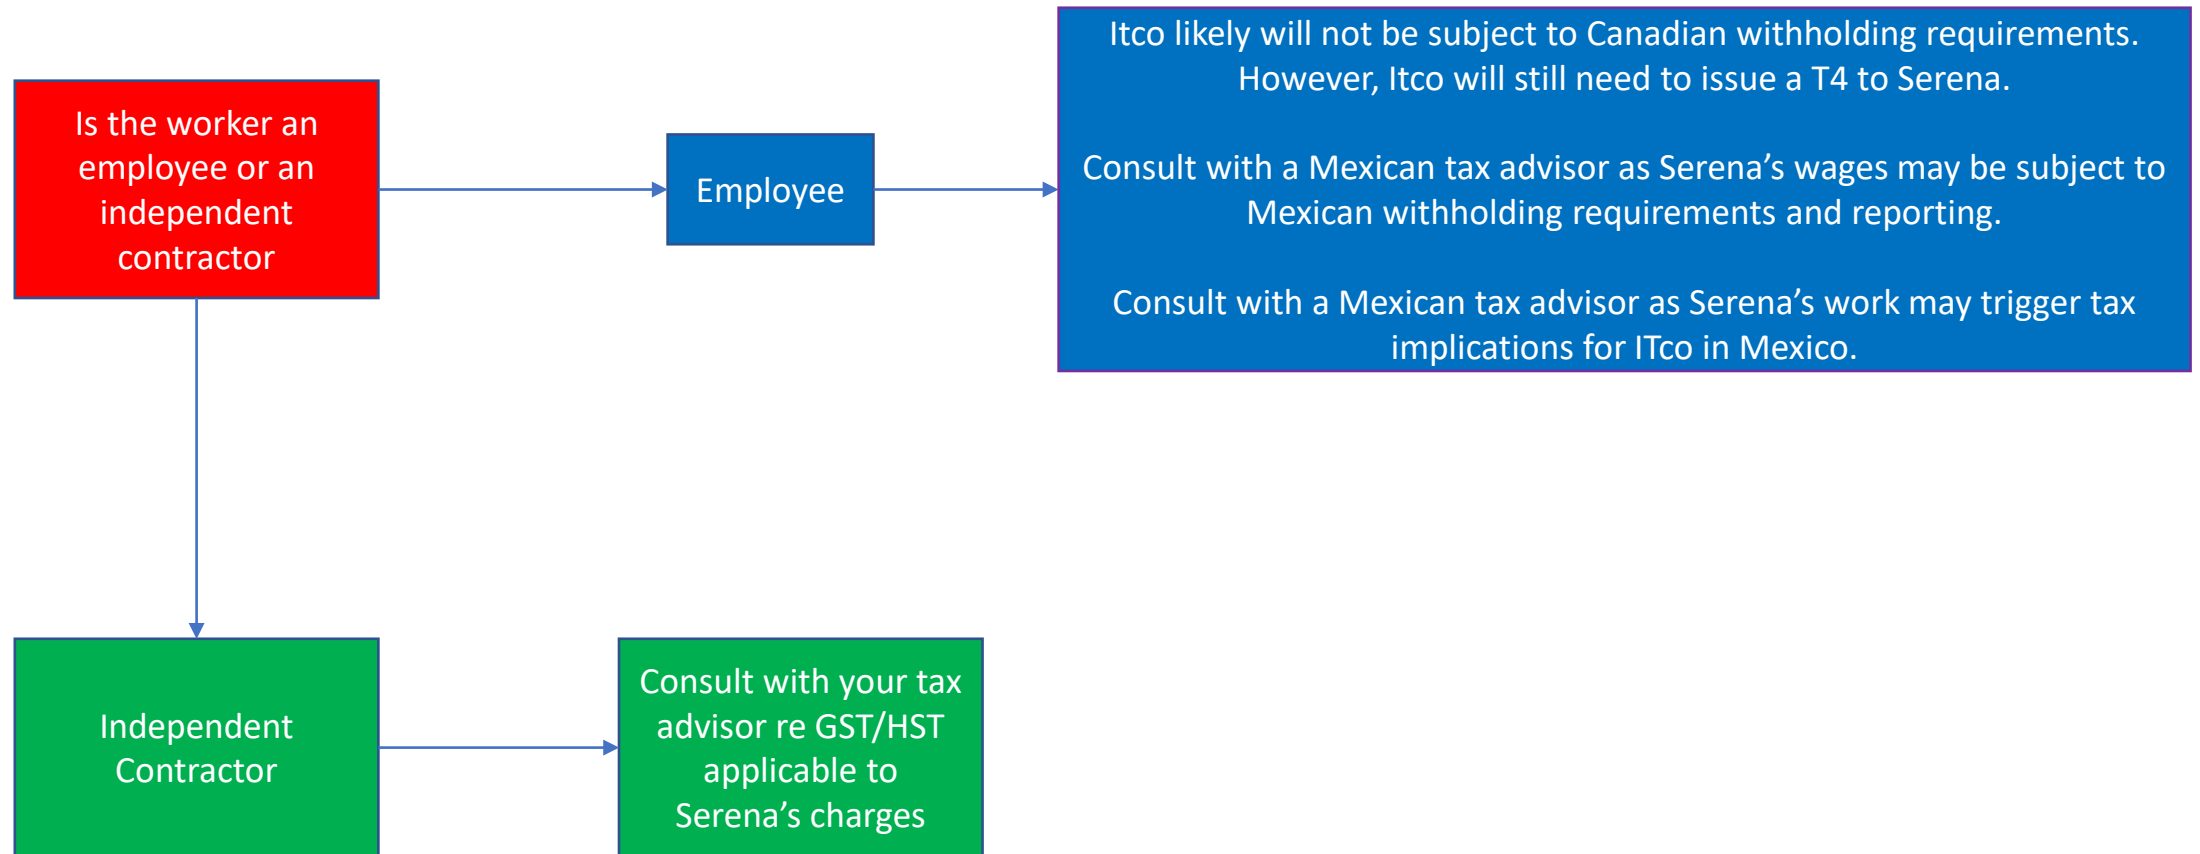 Is the worker an
employee or an
independent
contractor
Employee
Itco likely will not be subject to Canadian withholding requirements.
However, Itco will still need to issue a T4 to Serena.
Consult with a Mexican tax advisor as Serena’s wages may be subject to
Mexican withholding requirements and reporting.
Consult with a Mexican tax advisor as Serena’s work may trigger tax
implications for ITco in Mexico.
Independent
Contractor
Consult with your tax
advisor re GST/HST
applicable to
Serena’s charges